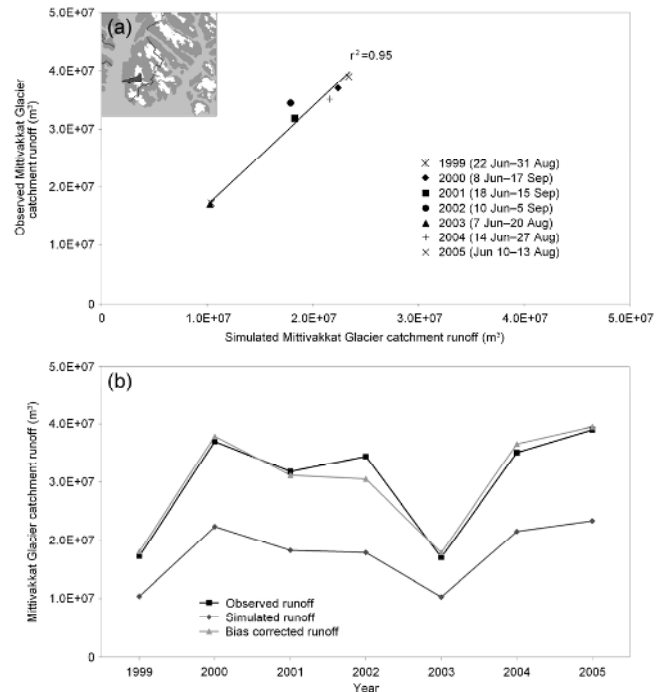 (a)
r²=0.95
5.0E+07
4.0E+07
3.0E+07
2.0E+07
1.0E+07
0
Observed Mittivakkat Glacier
catchment runoff (m³)
1999 (22 Jun–31 Aug)
2000 (8 Jun–17 Sep)
2001 (18 Jun–15 Sep)
2002 (10 Jun–5 Sep)
2003 (7 Jun–20 Aug)
2004 (14 Jun–27 Aug)
2005 (Jun 10–13 Aug)
0 1.0E+07 2.0E+07 3.0E+07 4.0E+07 5.0E+07
Simulated Mittivakkat Glacier catchment runoff (m³)
(b)
5.0E+07
4.0E+07
3.0E+07
2.0E+07
1.0E+07
0
Mittivakkat Glacier catchment runoff (m³)
Observed runoff
Simulated runoff
Bias corrected runoff
1999 2000 2001 2002 2003 2004 2005
Year